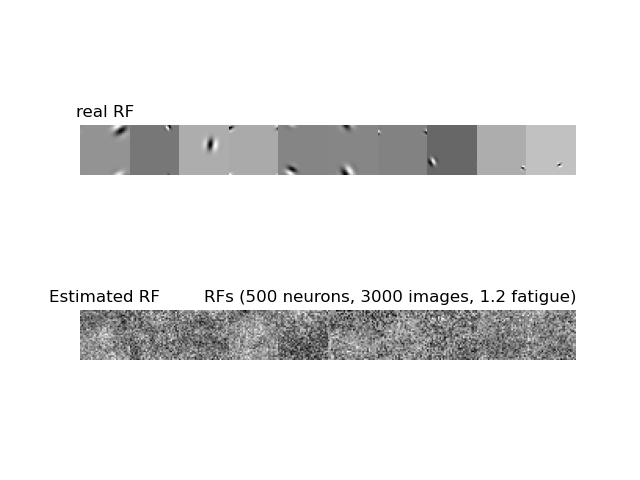 real RF
Estimated RF
RFs (500 neurons, 3000 images, 1.2 fatigue)